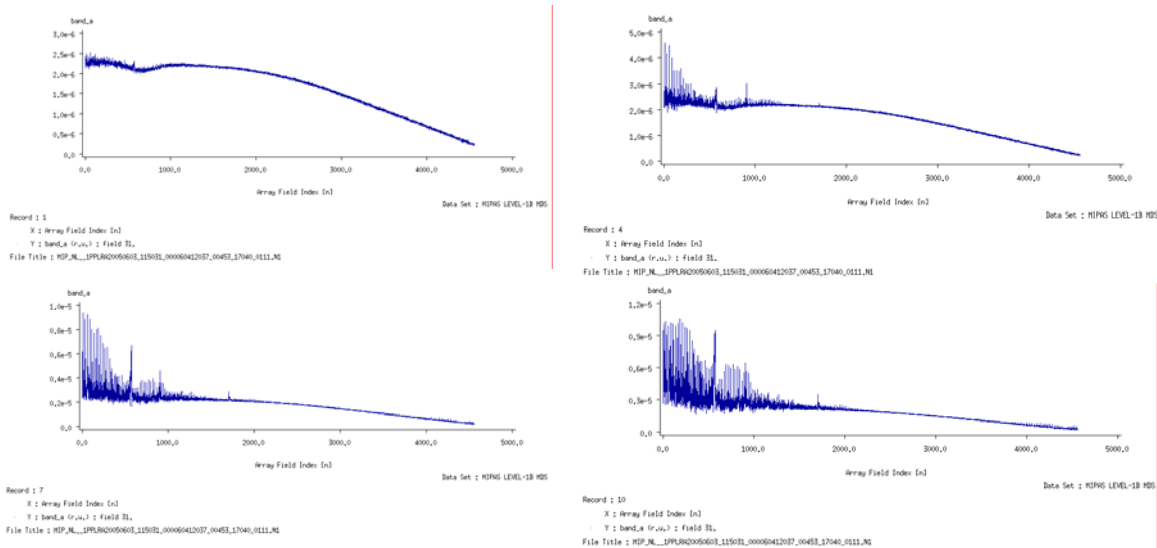 band_a
3.0e-6
2.5e-6
2.0e-6
1.5e-6
1.0e-6
0.5e-6
0.0
0.0 1000.0 2000.0 3000.0 4000.0 5000.0
Array Field Index [n]
Data Set : MIPAS LEVEL-1B MDS
Record : 1
X : Array Field Index [n]
Y : band_a (r.u.) : field 31.
File Title : MIP_NL__1PPLRA20050603_115031_000060412037_00453_17040_0111.N1
band_a
5.0e-6
4.0e-6
3.0e-6
2.0e-6
1.0e-6
0.0
0.0 1000.0 2000.0 3000.0 4000.0 5000.0
Array Field Index [n]
Data Set : MIPAS LEVEL-1B MDS
Record : 4
X : Array Field Index [n]
Y : band_a (r.u.) : field 31.
File Title : MIP_NL__1PPLRA20050603_115031_000060412037_00453_17040_0111.N1
band_a
1.0e-5
0.8e-5
0.6e-5
0.4e-5
0.2e-5
0.0
0.0 1000.0 2000.0 3000.0 4000.0 5000.0
Array Field Index [n]
Data Set : MIPAS LEVEL-1B MDS
Record : 7
X : Array Field Index [n]
Y : band_a (r.u.) : field 31.
File Title : MIP_NL__1PPLRA20050603_115031_000060412037_00453_17040_0111.N1
band_a
1.2e-5
0.9e-5
0.6e-5
0.3e-5
0.0
0.0 1000.0 2000.0 3000.0 4000.0 5000.0
Array Field Index [n]
Data Set : MIPAS LEVEL-1B MDS
Record : 10
X : Array Field Index [n]
Y : band_a (r.u.) : field 31.
File Title : MIP_NL__1PPLRA20050603_115031_000060412037_00453_17040_0111.N1